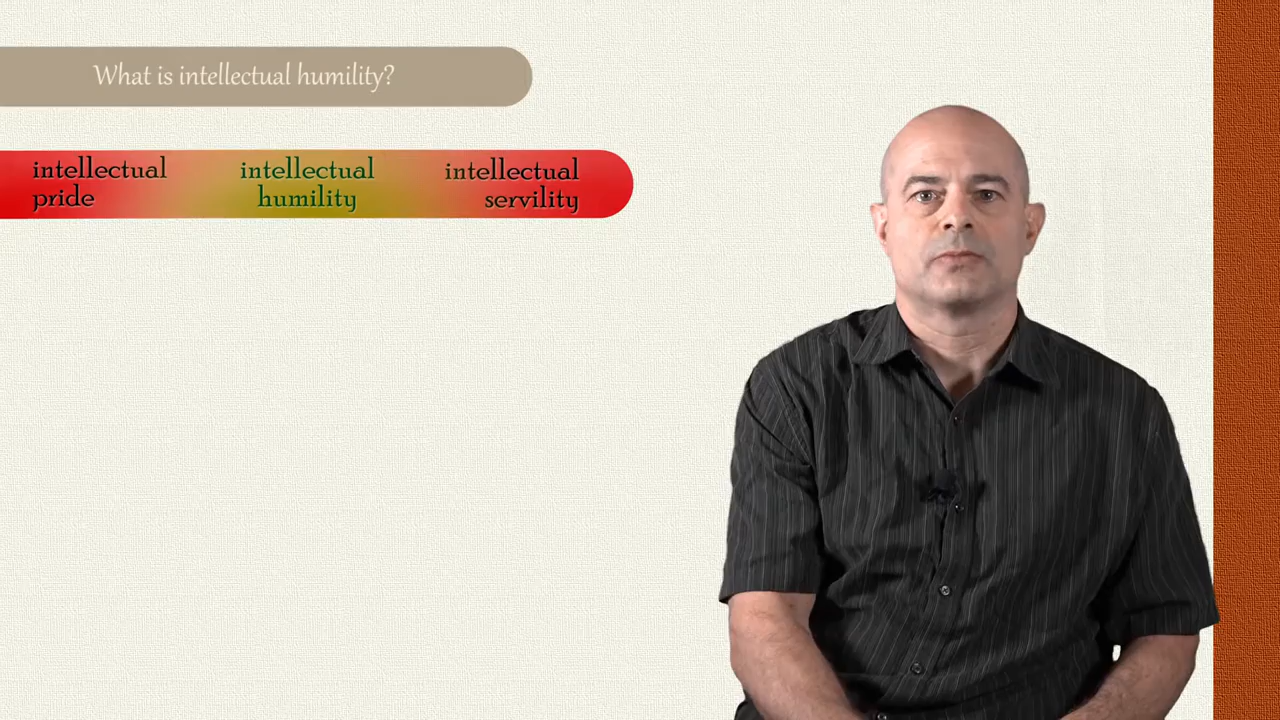 What is intellectual humility?
intellectual
pride
intellectual
humility
intellectual
servility